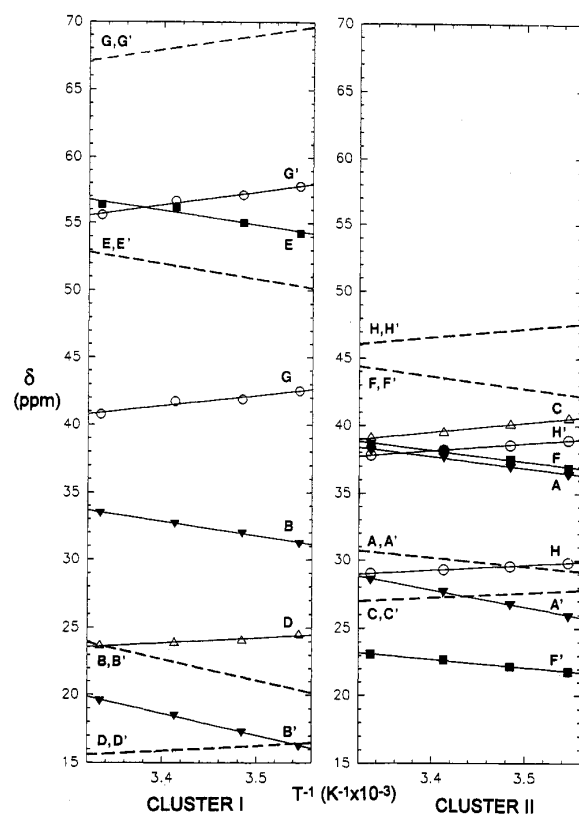 70
G,G'
65
60
G'
55
E
E,E'
50
45
δ
(ppm)
G
40
35
B
30
25
D
B,B'
20
B'
D,D'
15
3.4
3.5
CLUSTER I
T-1 (K-1x10-3)
70
65
60
55
50
H,H'
45
F,F'
C
40
H'
F
A
35
A,A'
30
H
A'
C,C'
25
F'
20
15
3.4
3.5
CLUSTER II